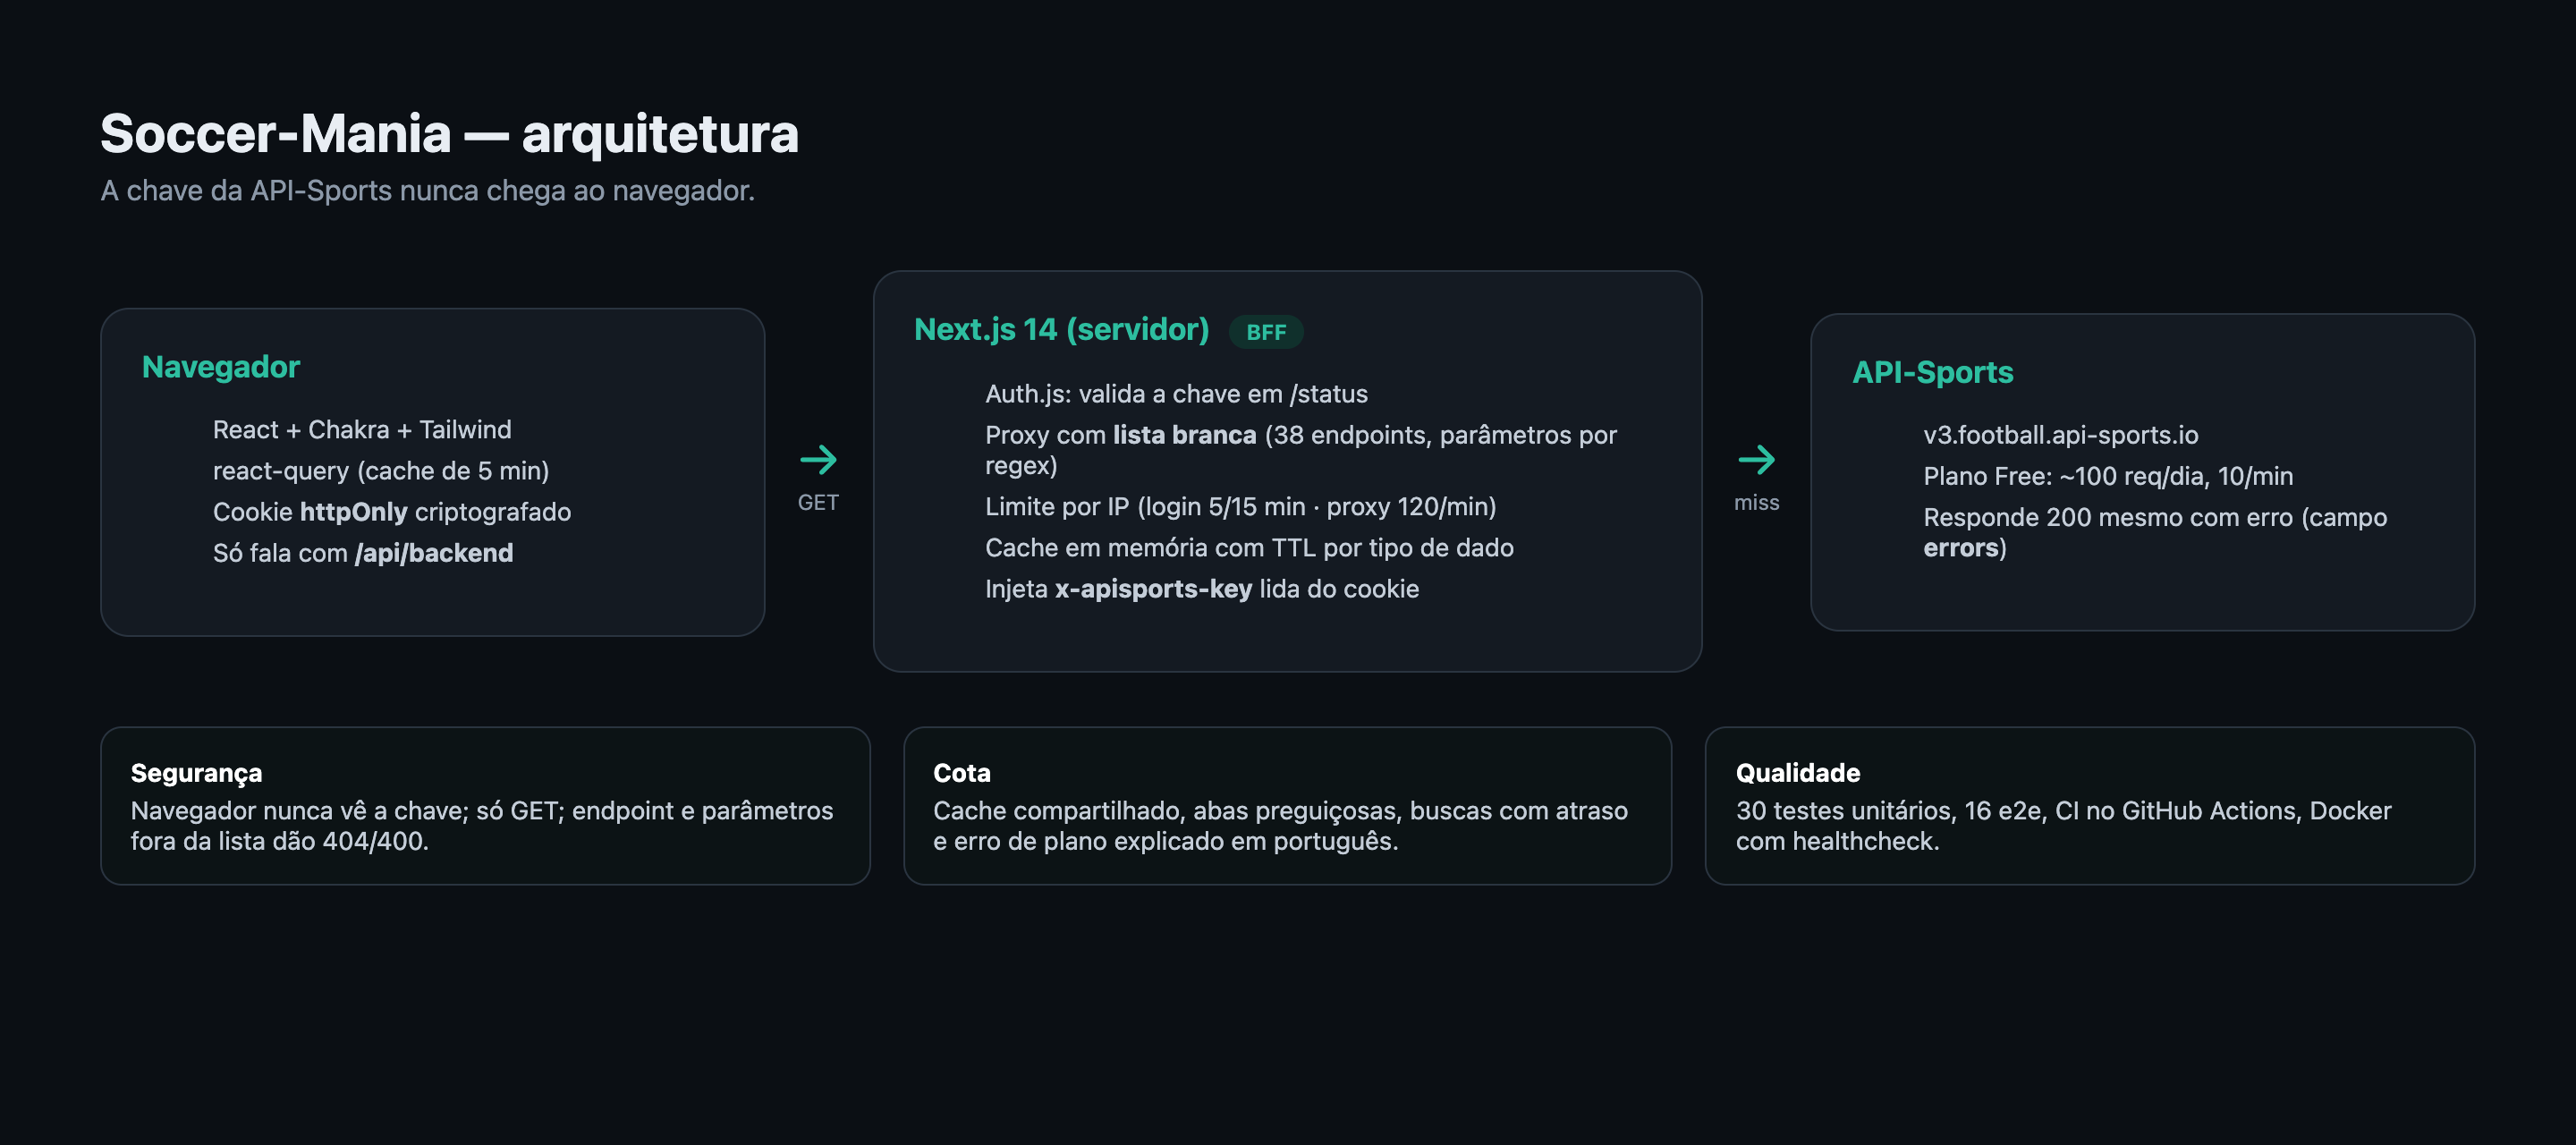 Soccer-Mania — arquitetura
A chave da API-Sports nunca chega ao navegador.
Navegador
React + Chakra + Tailwind
react-query (cache de 5 min)
Cookie httpOnly criptografado
Só fala com /api/backend
GET
Next.js 14 (servidor) BFF
Auth.js: valida a chave em /status
Proxy com lista branca (38 endpoints, parâmetros por
regex)
Limite por IP (login 5/15 min · proxy 120/min)
Cache em memória com TTL por tipo de dado
Injeta x-apisports-key lida do cookie
miss
API-Sports
v3.football.api-sports.io
Plano Free: ~100 req/dia, 10/min
Responde 200 mesmo com erro (campo
errors)
Segurança
Navegador nunca vê a chave; só GET; endpoint e parâmetros
fora da lista dão 404/400.
Cota
Cache compartilhado, abas preguiçosas, buscas com atraso
e erro de plano explicado em português.
Qualidade
30 testes unitários, 16 e2e, CI no GitHub Actions, Docker
com healthcheck.